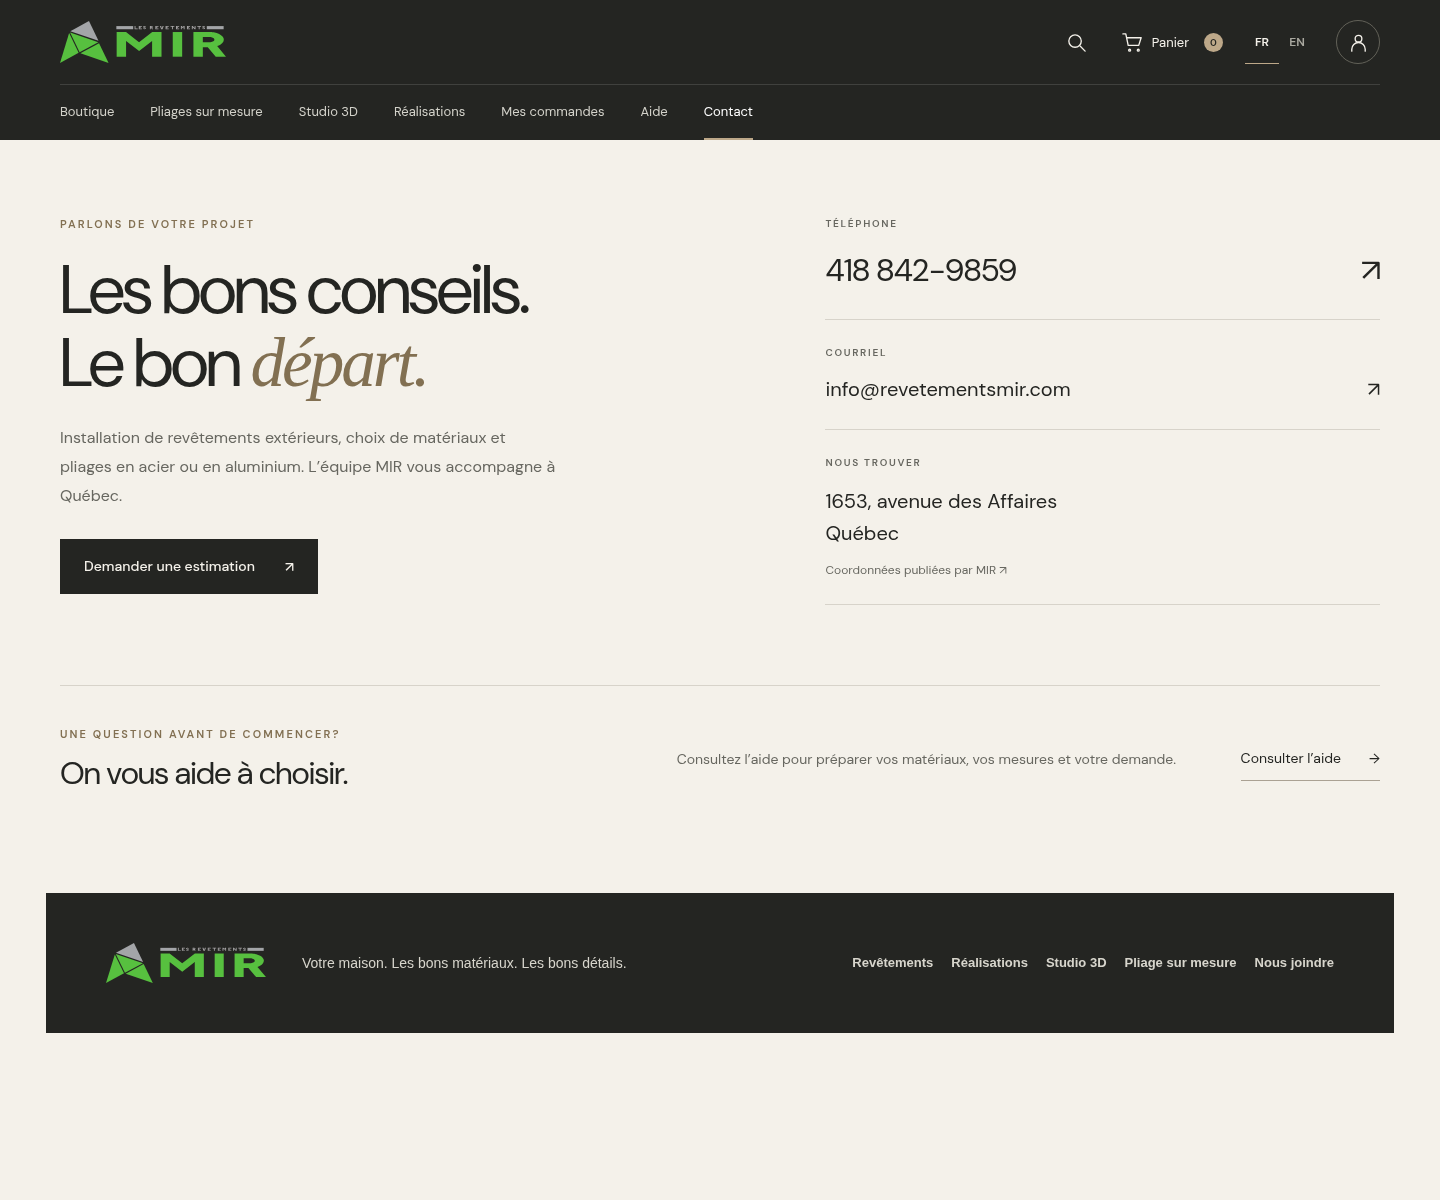 LES REVÊTEMENTS
MIR
Panier 0 FR EN
Boutique Pliages sur mesure Studio 3D Réalisations Mes commandes Aide Contact
PARLONS DE VOTRE PROJET
Les bons conseils.
Le bon départ.
Installation de revêtements extérieurs, choix de matériaux et
pliages en acier ou en aluminium. L’équipe MIR vous accompagne à
Québec.
Demander une estimation
TÉLÉPHONE
418 842-9859
COURRIEL
info@revetementsmir.com
NOUS TROUVER
1653, avenue des Affaires
Québec
Coordonnées publiées par MIR
UNE QUESTION AVANT DE COMMENCER?
On vous aide à choisir.
Consultez l’aide pour préparer vos matériaux, vos mesures et votre demande.
Consulter l’aide
LES REVÊTEMENTS
MIR
Votre maison. Les bons matériaux. Les bons détails.
Revêtements Réalisations Studio 3D Pliage sur mesure Nous joindre